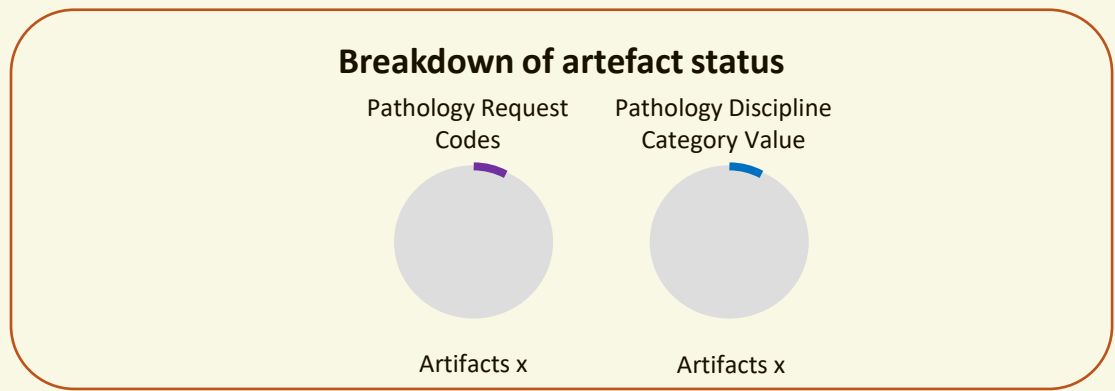 Breakdown of artefact status
Pathology Request
Codes
Pathology Discipline
Category Value
Artifacts x
Artifacts x